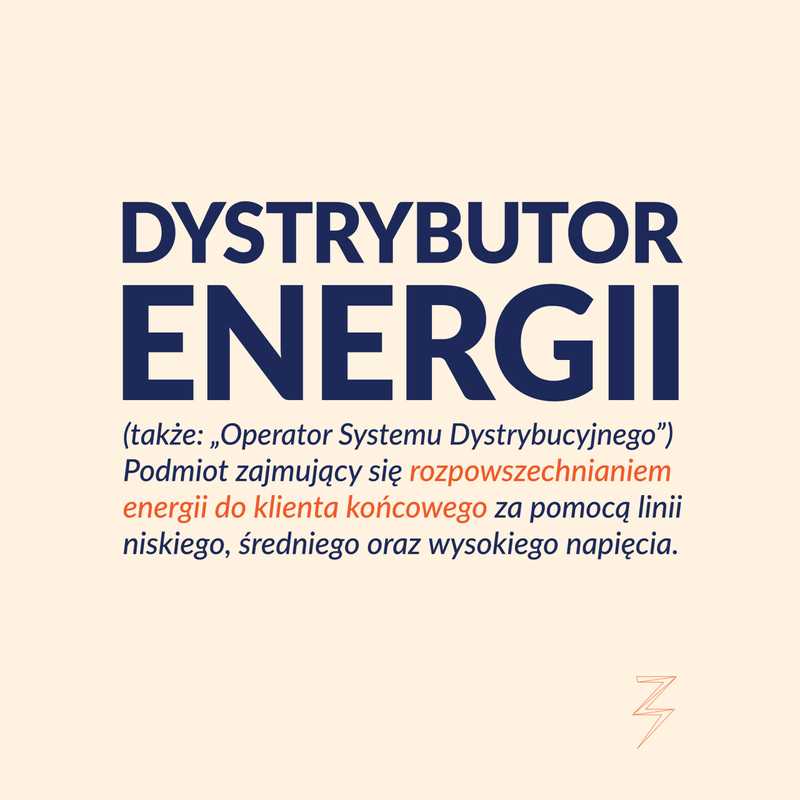 DYSTRYBUTOR
ENERGII
(także: „Operator Systemu Dystrybucyjnego”)
Podmiot zajmujący się rozpowszechnianiem
energii do klienta końcowego za pomocą linii
niskiego, średniego oraz wysokiego napięcia.